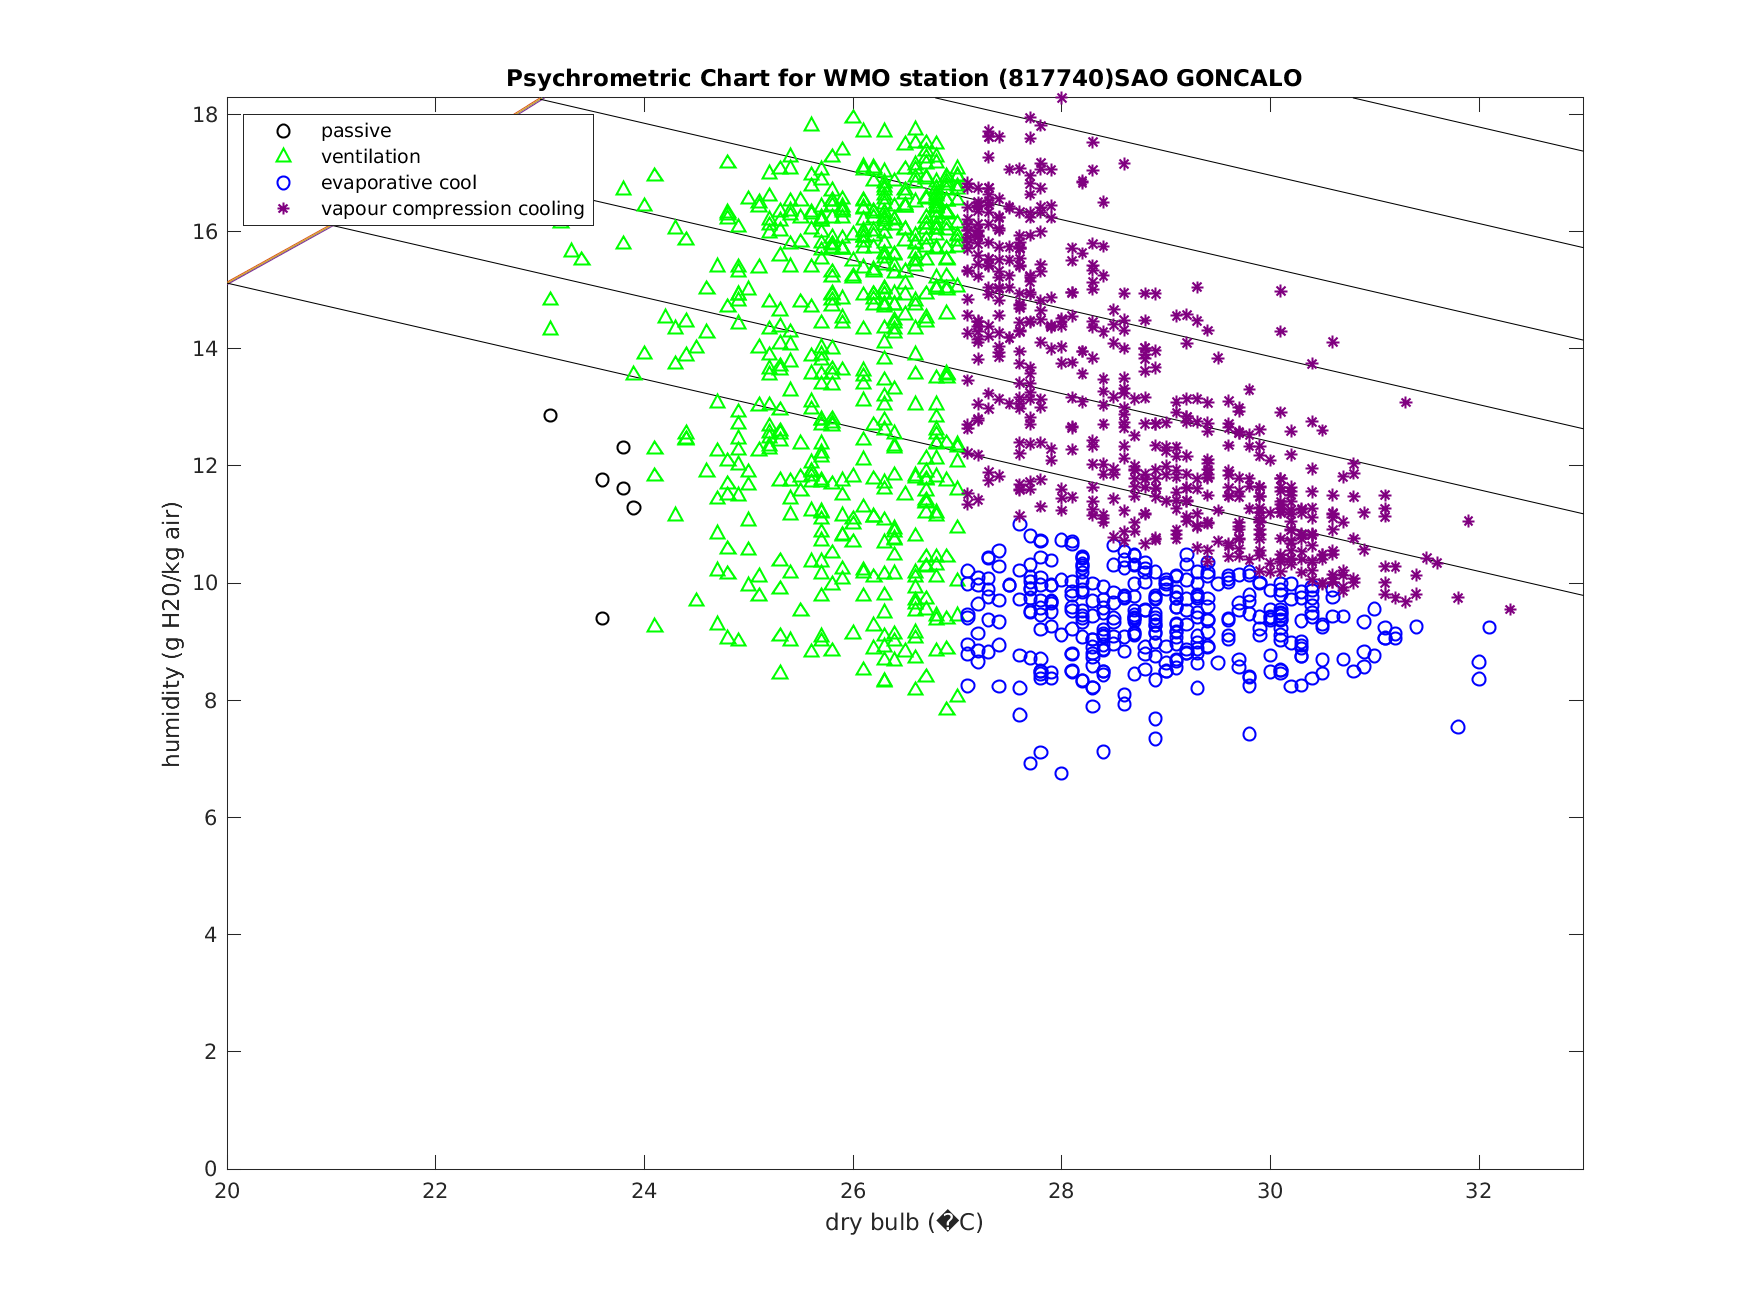 Psychrometric Chart for WMO station (817740)SAO GONCALO
passive
ventilation
evaporative cool
vapour compression cooling
18
16
14
12
10
8
6
4
2
0
humidity (g H20/kg air)
20 22 24 26 28 30 32
dry bulb (�C)